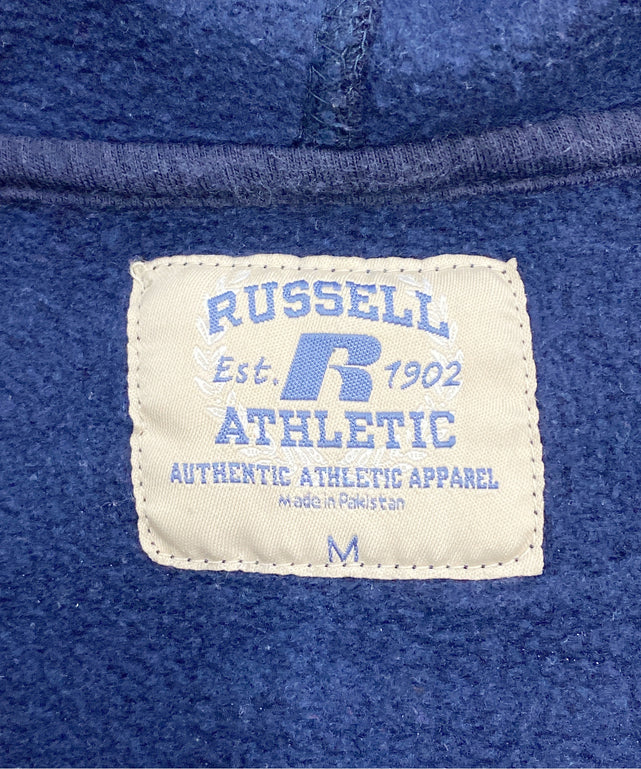 RUSSELL
Est. R 1902
ATHLETIC
AUTHENTIC ATHLETIC APPAREL
Made in Pakistan
M